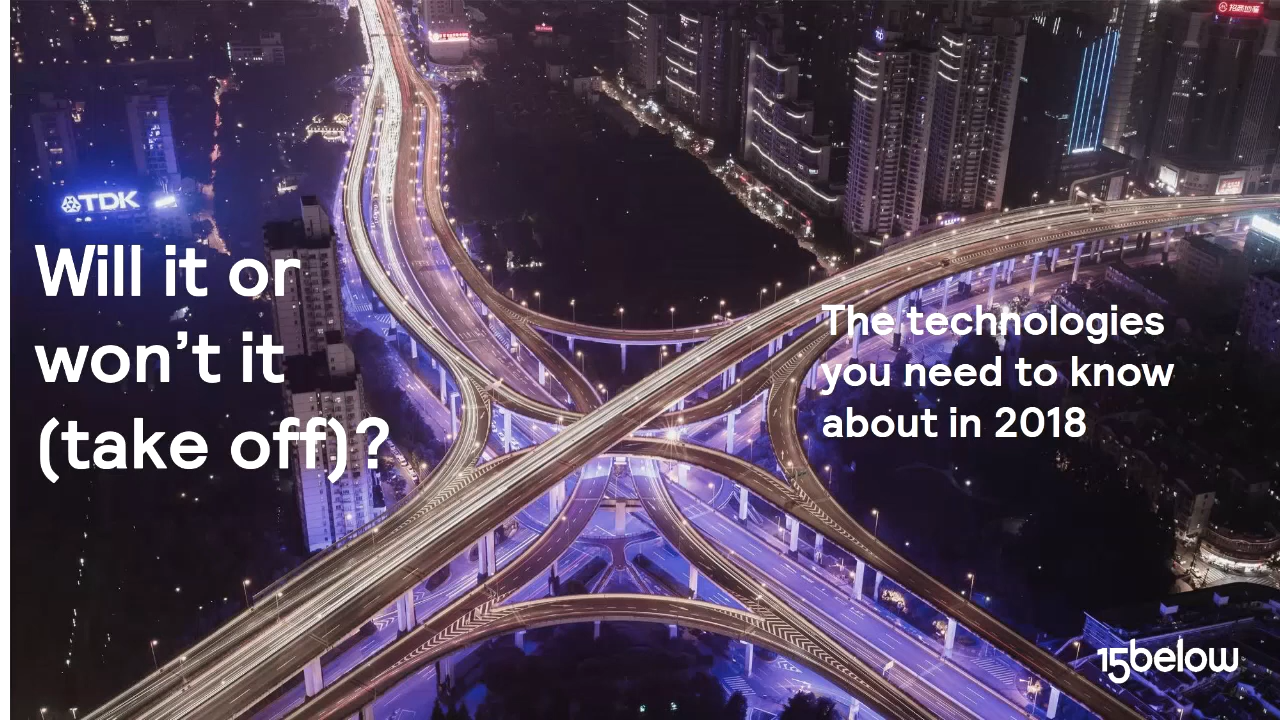 TDK
Will it or
won't it
(take off)?
The technologies
you need to know
about in 2018
15below